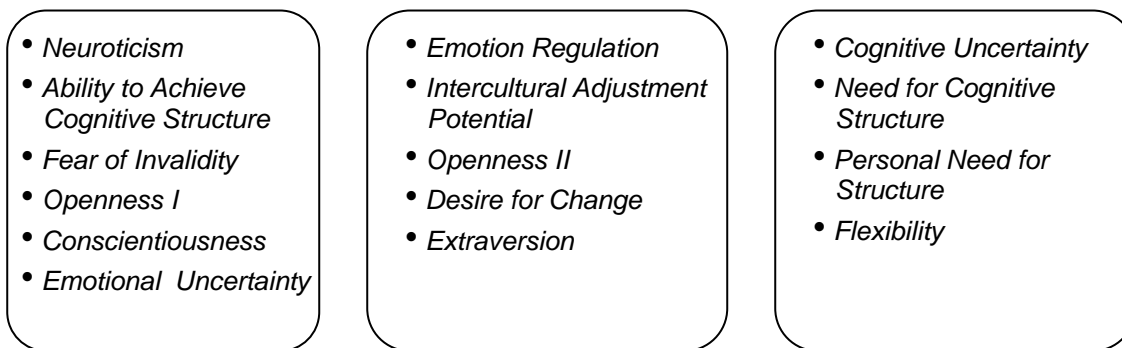 • Neuroticism
• Ability to Achieve
Cognitive Structure
• Fear of Invalidity
• Openness I
• Conscientiousness
• Emotional Uncertainty
• Emotion Regulation
• Intercultural Adjustment
Potential
• Openness II
• Desire for Change
• Extraversion
• Cognitive Uncertainty
• Need for Cognitive
Structure
• Personal Need for
Structure
• Flexibility